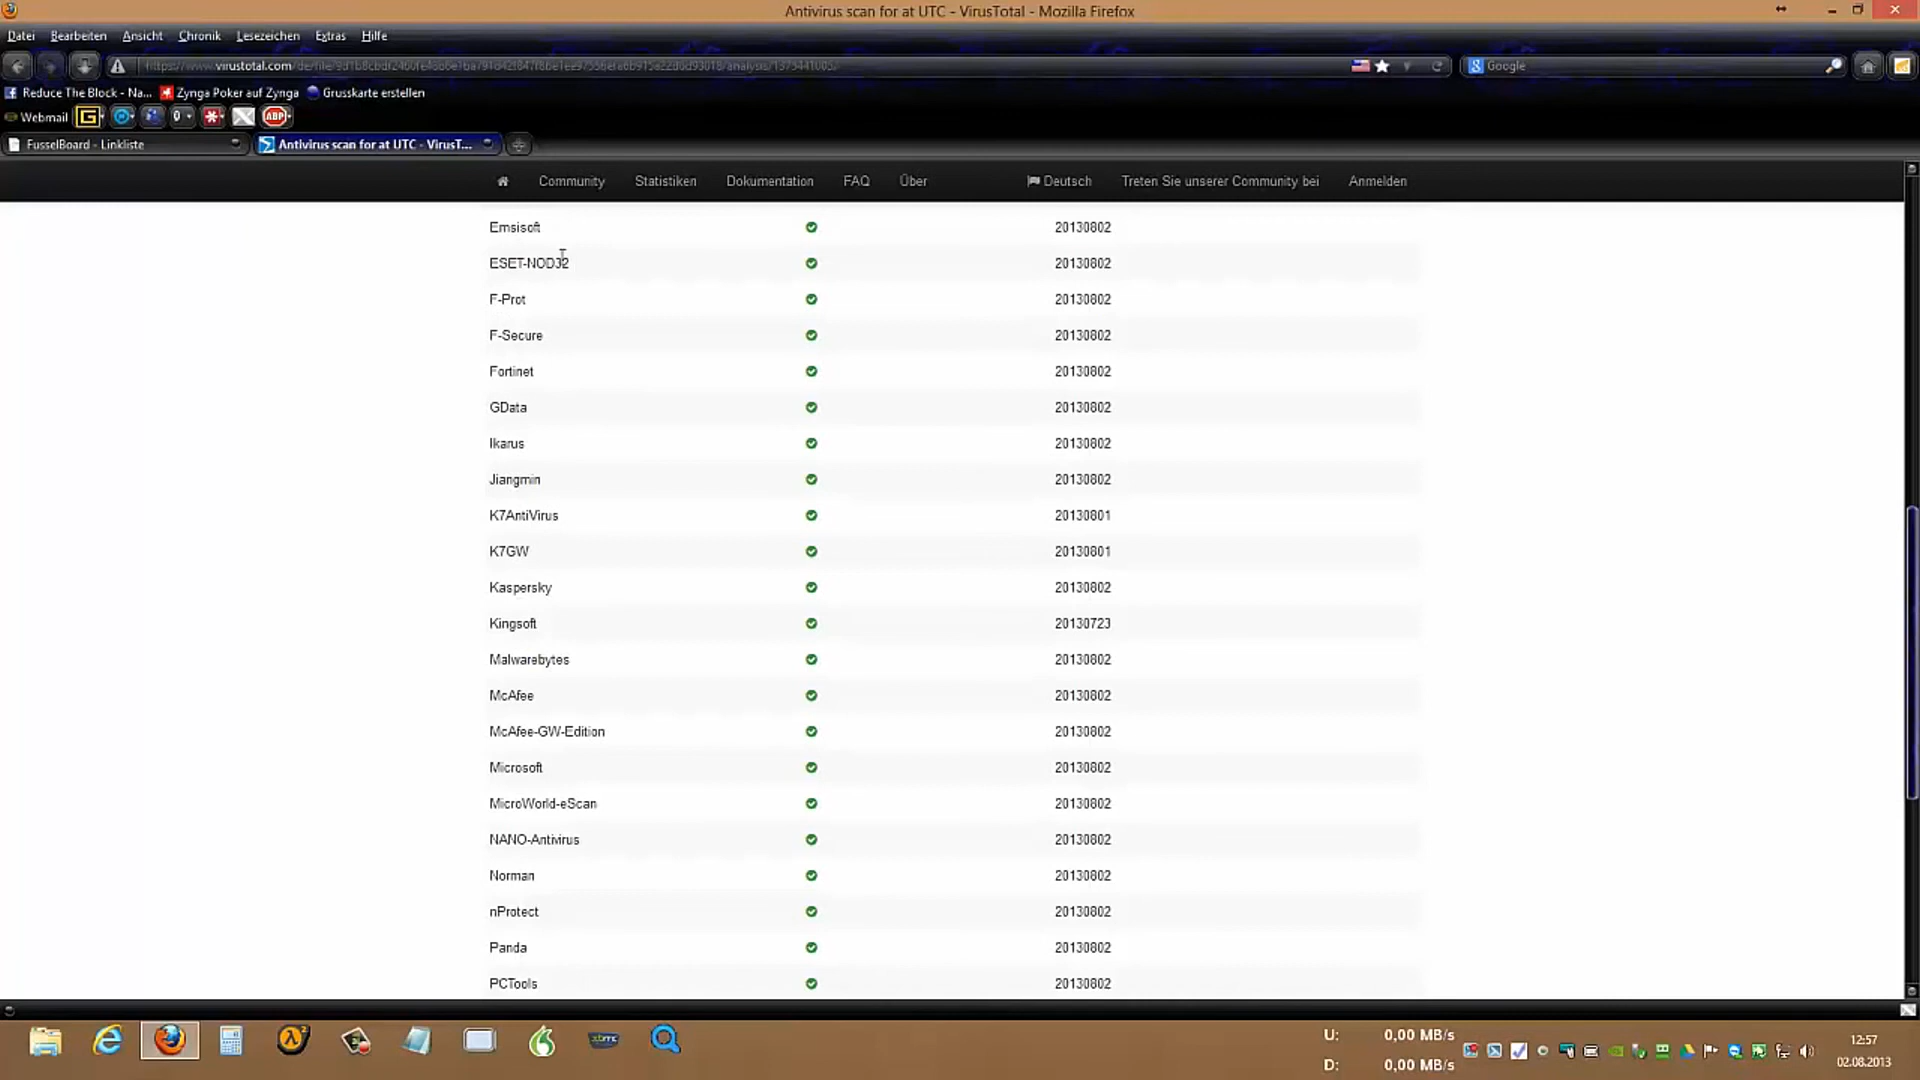 Antivirus scan for at UTC - VirusTotal - Mozilla Firefox
Datei Bearbeiten Ansicht Chronik Lesezeichen Extras Hilfe
virustotal.com Google
Reduce The Block - Na... Zynga Poker auf Zynga Grusskarte erstellen
Webmail G 0 ABP
FusselBoard - Linkliste Antivirus scan for at UTC - VirusT...
Community Statistiken Dokumentation FAQ Über Deutsch Treten Sie unserer Community bei Anmelden
Emsisoft 20130802
ESET-NOD32 20130802
F-Prot 20130802
F-Secure 20130802
Fortinet 20130802
GData 20130802
Ikarus 20130802
Jiangmin 20130802
K7AntiVirus 20130801
K7GW 20130801
Kaspersky 20130802
Kingsoft 20130723
Malwarebytes 20130802
McAfee 20130802
McAfee-GW-Edition 20130802
Microsoft 20130802
MicroWorld-eScan 20130802
NANO-Antivirus 20130802
Norman 20130802
nProtect 20130802
Panda 20130802
PCTools 20130802
U: 0,00 MB/s
D: 0,00 MB/s
12:57
02.08.2013